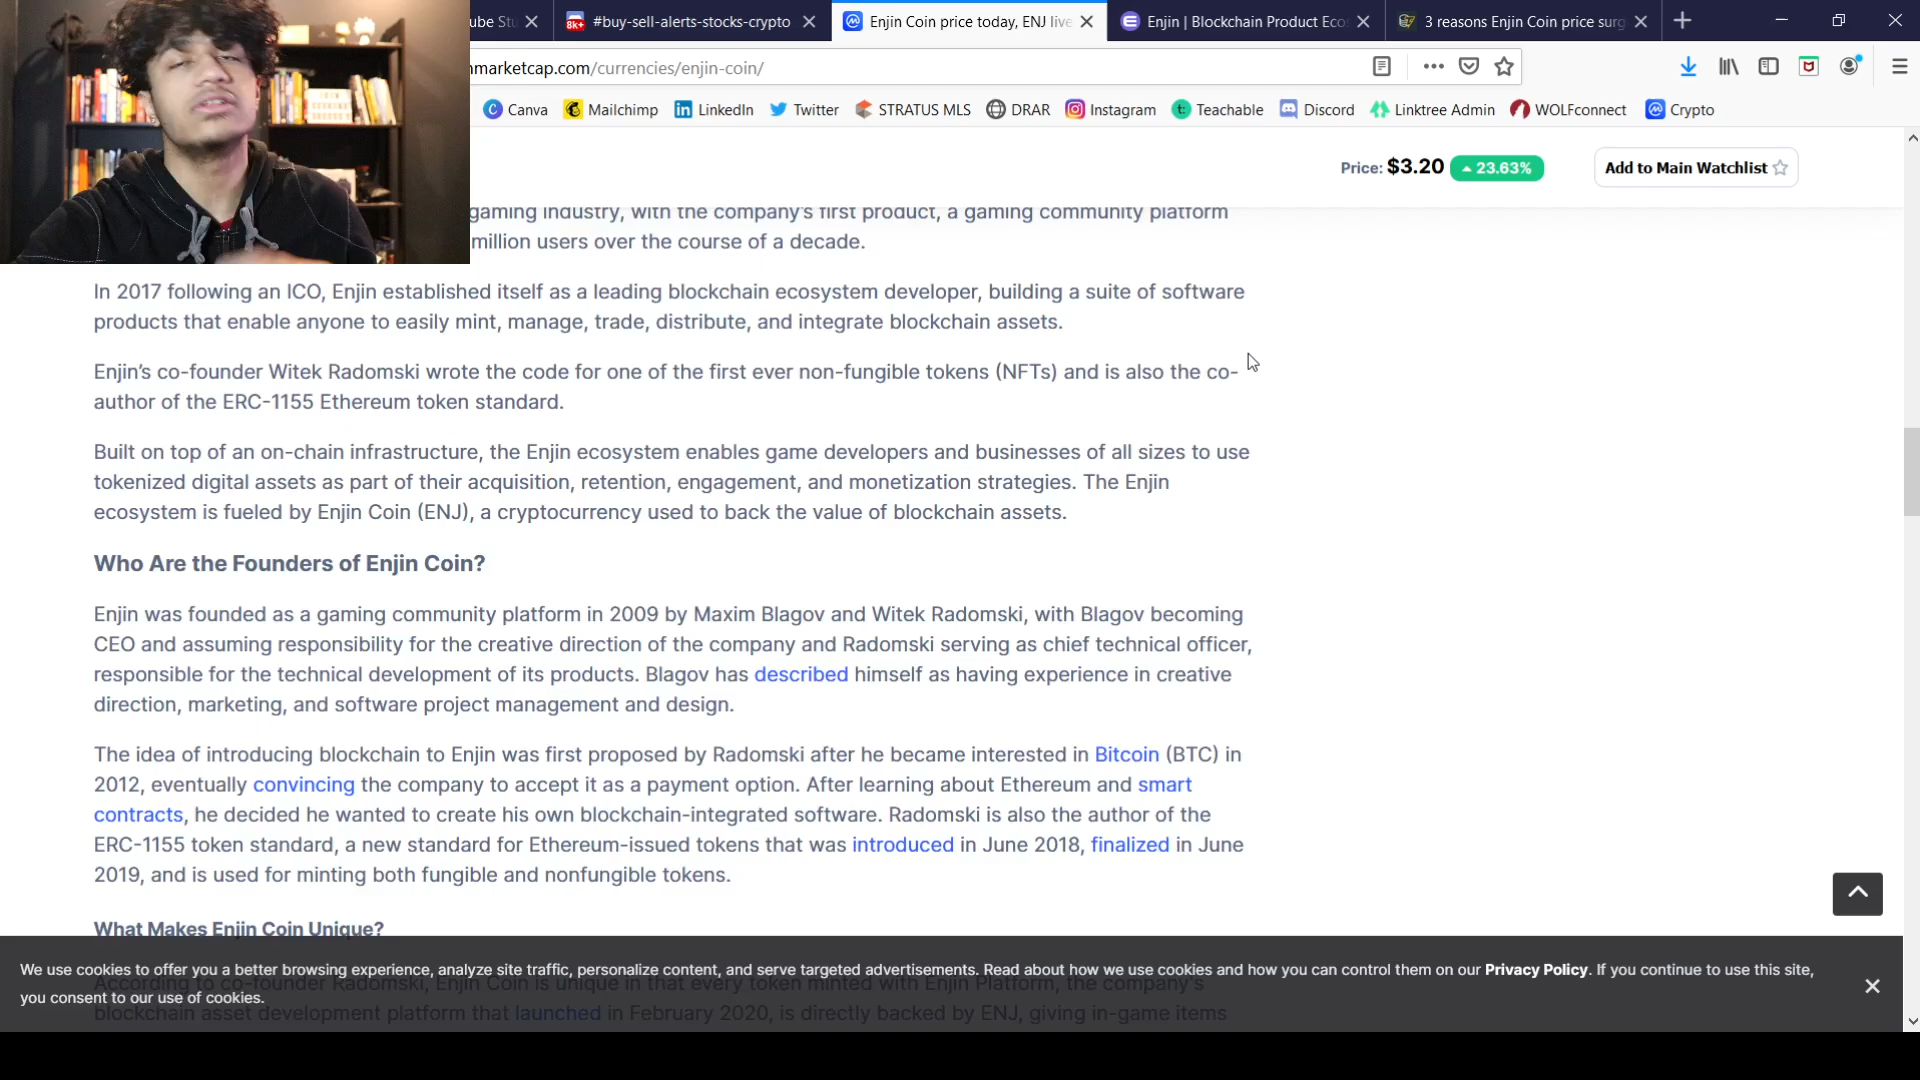 ube Stu
#buy-sell-alerts-stocks-crypto
Enjin Coin price today, ENJ live
Enjin | Blockchain Product Eco
3 reasons Enjin Coin price surg
nmarketcap.com/currencies/enjin-coin/
Canva
Mailchimp
LinkedIn
Twitter
STRATUS MLS
DRAR
Instagram
Teachable
Discord
Linktree Admin
WOLFconnect
Crypto
Price: $3.20 23.63%
Add to Main Watchlist
gaming industry, with the company's first product, a gaming community platform
million users over the course of a decade.
In 2017 following an ICO, Enjin established itself as a leading blockchain ecosystem developer, building a suite of software
products that enable anyone to easily mint, manage, trade, distribute, and integrate blockchain assets.
Enjin's co-founder Witek Radomski wrote the code for one of the first ever non-fungible tokens (NFTs) and is also the co-
author of the ERC-1155 Ethereum token standard.
Built on top of an on-chain infrastructure, the Enjin ecosystem enables game developers and businesses of all sizes to use
tokenized digital assets as part of their acquisition, retention, engagement, and monetization strategies. The Enjin
ecosystem is fueled by Enjin Coin (ENJ), a cryptocurrency used to back the value of blockchain assets.
Who Are the Founders of Enjin Coin?
Enjin was founded as a gaming community platform in 2009 by Maxim Blagov and Witek Radomski, with Blagov becoming
CEO and assuming responsibility for the creative direction of the company and Radomski serving as chief technical officer,
responsible for the technical development of its products. Blagov has described himself as having experience in creative
direction, marketing, and software project management and design.
The idea of introducing blockchain to Enjin was first proposed by Radomski after he became interested in Bitcoin (BTC) in
2012, eventually convincing the company to accept it as a payment option. After learning about Ethereum and smart
contracts, he decided he wanted to create his own blockchain-integrated software. Radomski is also the author of the
ERC-1155 token standard, a new standard for Ethereum-issued tokens that was introduced in June 2018, finalized in June
2019, and is used for minting both fungible and nonfungible tokens.
What Makes Enjin Coin Unique?
We use cookies to offer you a better browsing experience, analyze site traffic, personalize content, and serve targeted advertisements. Read about how we use cookies and how you can control them on our Privacy Policy. If you continue to use this site,
According to co-founder Radomski, Enjin Coin is unique in that every token minted with Enjin Platform, the company's
you consent to our use of cookies.
blockchain asset development platform that launched in February 2020, is directly backed by ENJ, giving in-game items